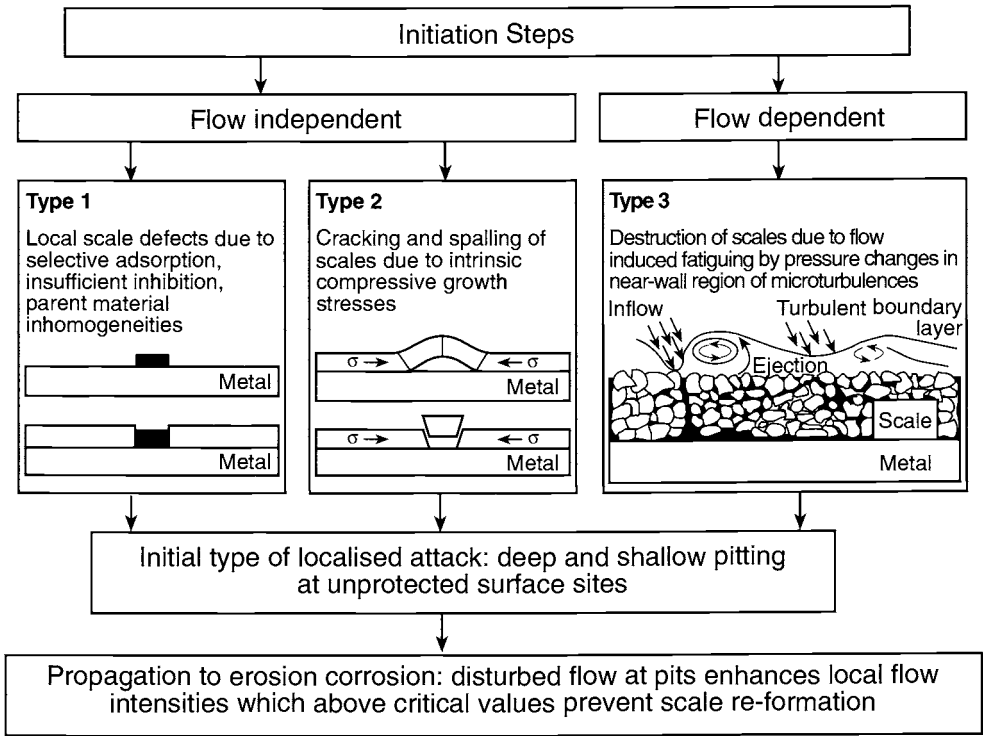 Initiation Steps
Flow independent
Flow dependent
Type 1
Local scale defects due to
selective adsorption,
insufficient inhibition,
parent material
inhomogeneities
Metal
Metal
Type 2
Cracking and spalling of
scales due to intrinsic
compressive growth
stresses
σ σ
Metal
σ σ
Metal
Type 3
Destruction of scales due to flow
induced fatiguing by pressure changes in
near-wall region of microturbulences
Inflow
Turbulent boundary
layer
Ejection
Scale
Metal
Initial type of localised attack: deep and shallow pitting
at unprotected surface sites
Propagation to erosion corrosion: disturbed flow at pits enhances local flow
intensities which above critical values prevent scale re-formation